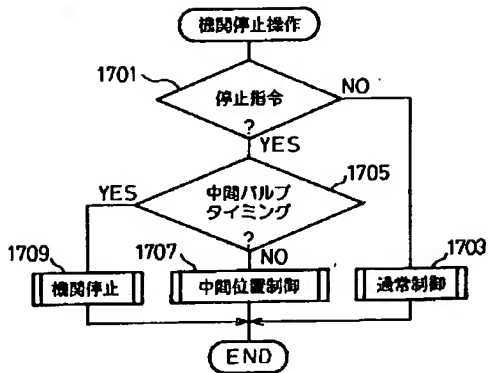 機関停止操作
1701
停止指令
?
NO
YES
1705
中間バルブ
タイミング
?
YES
NO
1709
機関停止
1707
中間位置制御
1703
通常制御
END